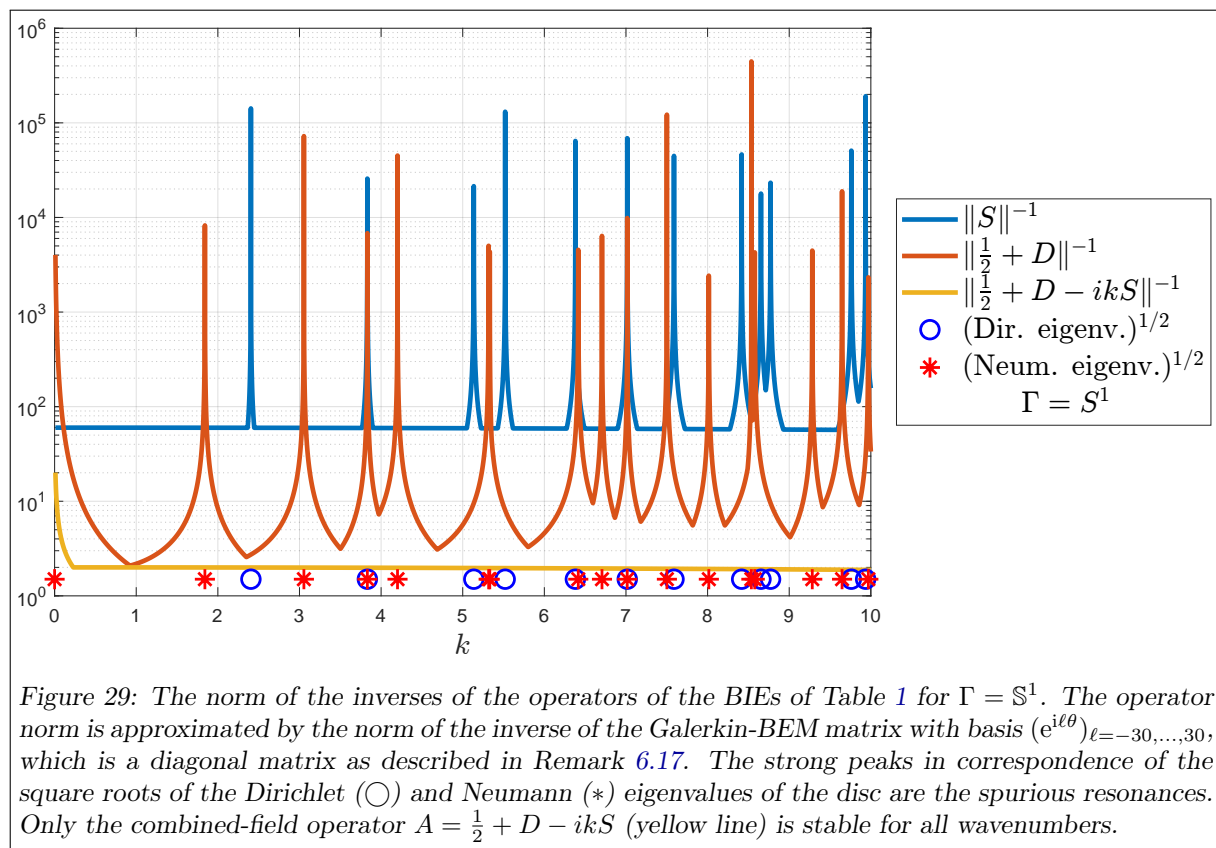 10^6
10^5
10^4
10^3
10^2
10^1
10^0
0 1 2 3 4 5 6 7 8 9 10
k
‖S‖^{-1}
‖1/2 + D‖^{-1}
‖1/2 + D − ikS‖^{-1}
(Dir. eigenv.)^{1/2}
(Neum. eigenv.)^{1/2}
Γ = S^1
Figure 29: The norm of the inverses of the operators of the BIEs of Table 1 for Γ = 𝕊^1. The operator
norm is approximated by the norm of the inverse of the Galerkin-BEM matrix with basis (e^{iℓθ})_{ℓ=−30,...,30},
which is a diagonal matrix as described in Remark 6.17. The strong peaks in correspondence of the
square roots of the Dirichlet (◯) and Neumann (∗) eigenvalues of the disc are the spurious resonances.
Only the combined-field operator A = 1/2 + D − ikS (yellow line) is stable for all wavenumbers.